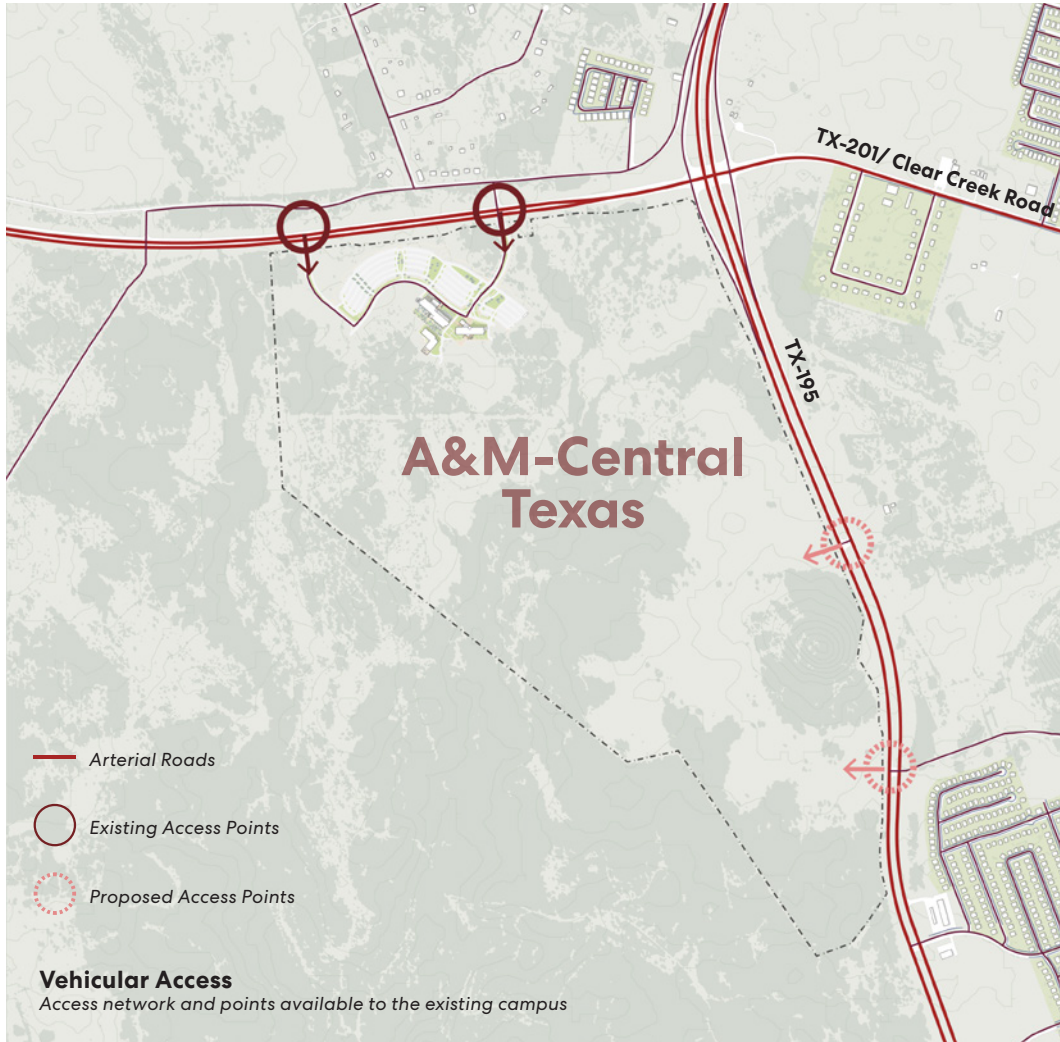 TX-201/ Clear Creek Road
TX-195
A&M-Central
Texas
Arterial Roads
Existing Access Points
Proposed Access Points
Vehicular Access
Access network and points available to the existing campus